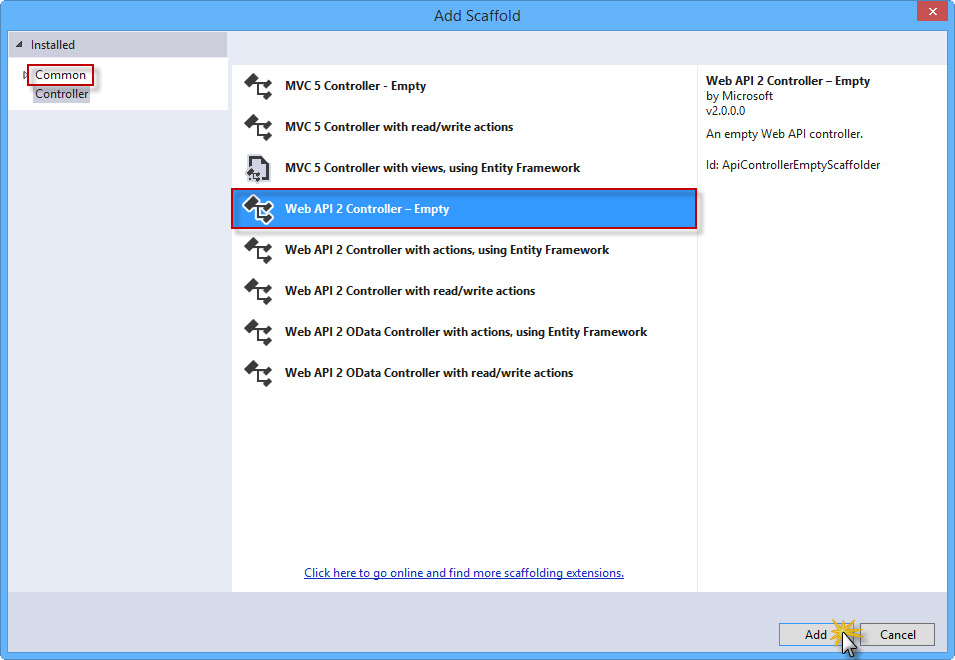 Add Scaffold
Installed
Common
Controller
MVC 5 Controller - Empty
MVC 5 Controller with read/write actions
MVC 5 Controller with views, using Entity Framework
Web API 2 Controller – Empty
Web API 2 Controller with actions, using Entity Framework
Web API 2 Controller with read/write actions
Web API 2 OData Controller with actions, using Entity Framework
Web API 2 OData Controller with read/write actions
Click here to go online and find more scaffolding extensions.
Web API 2 Controller – Empty
by Microsoft
v2.0.0.0
An empty Web API controller.
Id: ApiControllerEmptyScaffolder
Add
Cancel